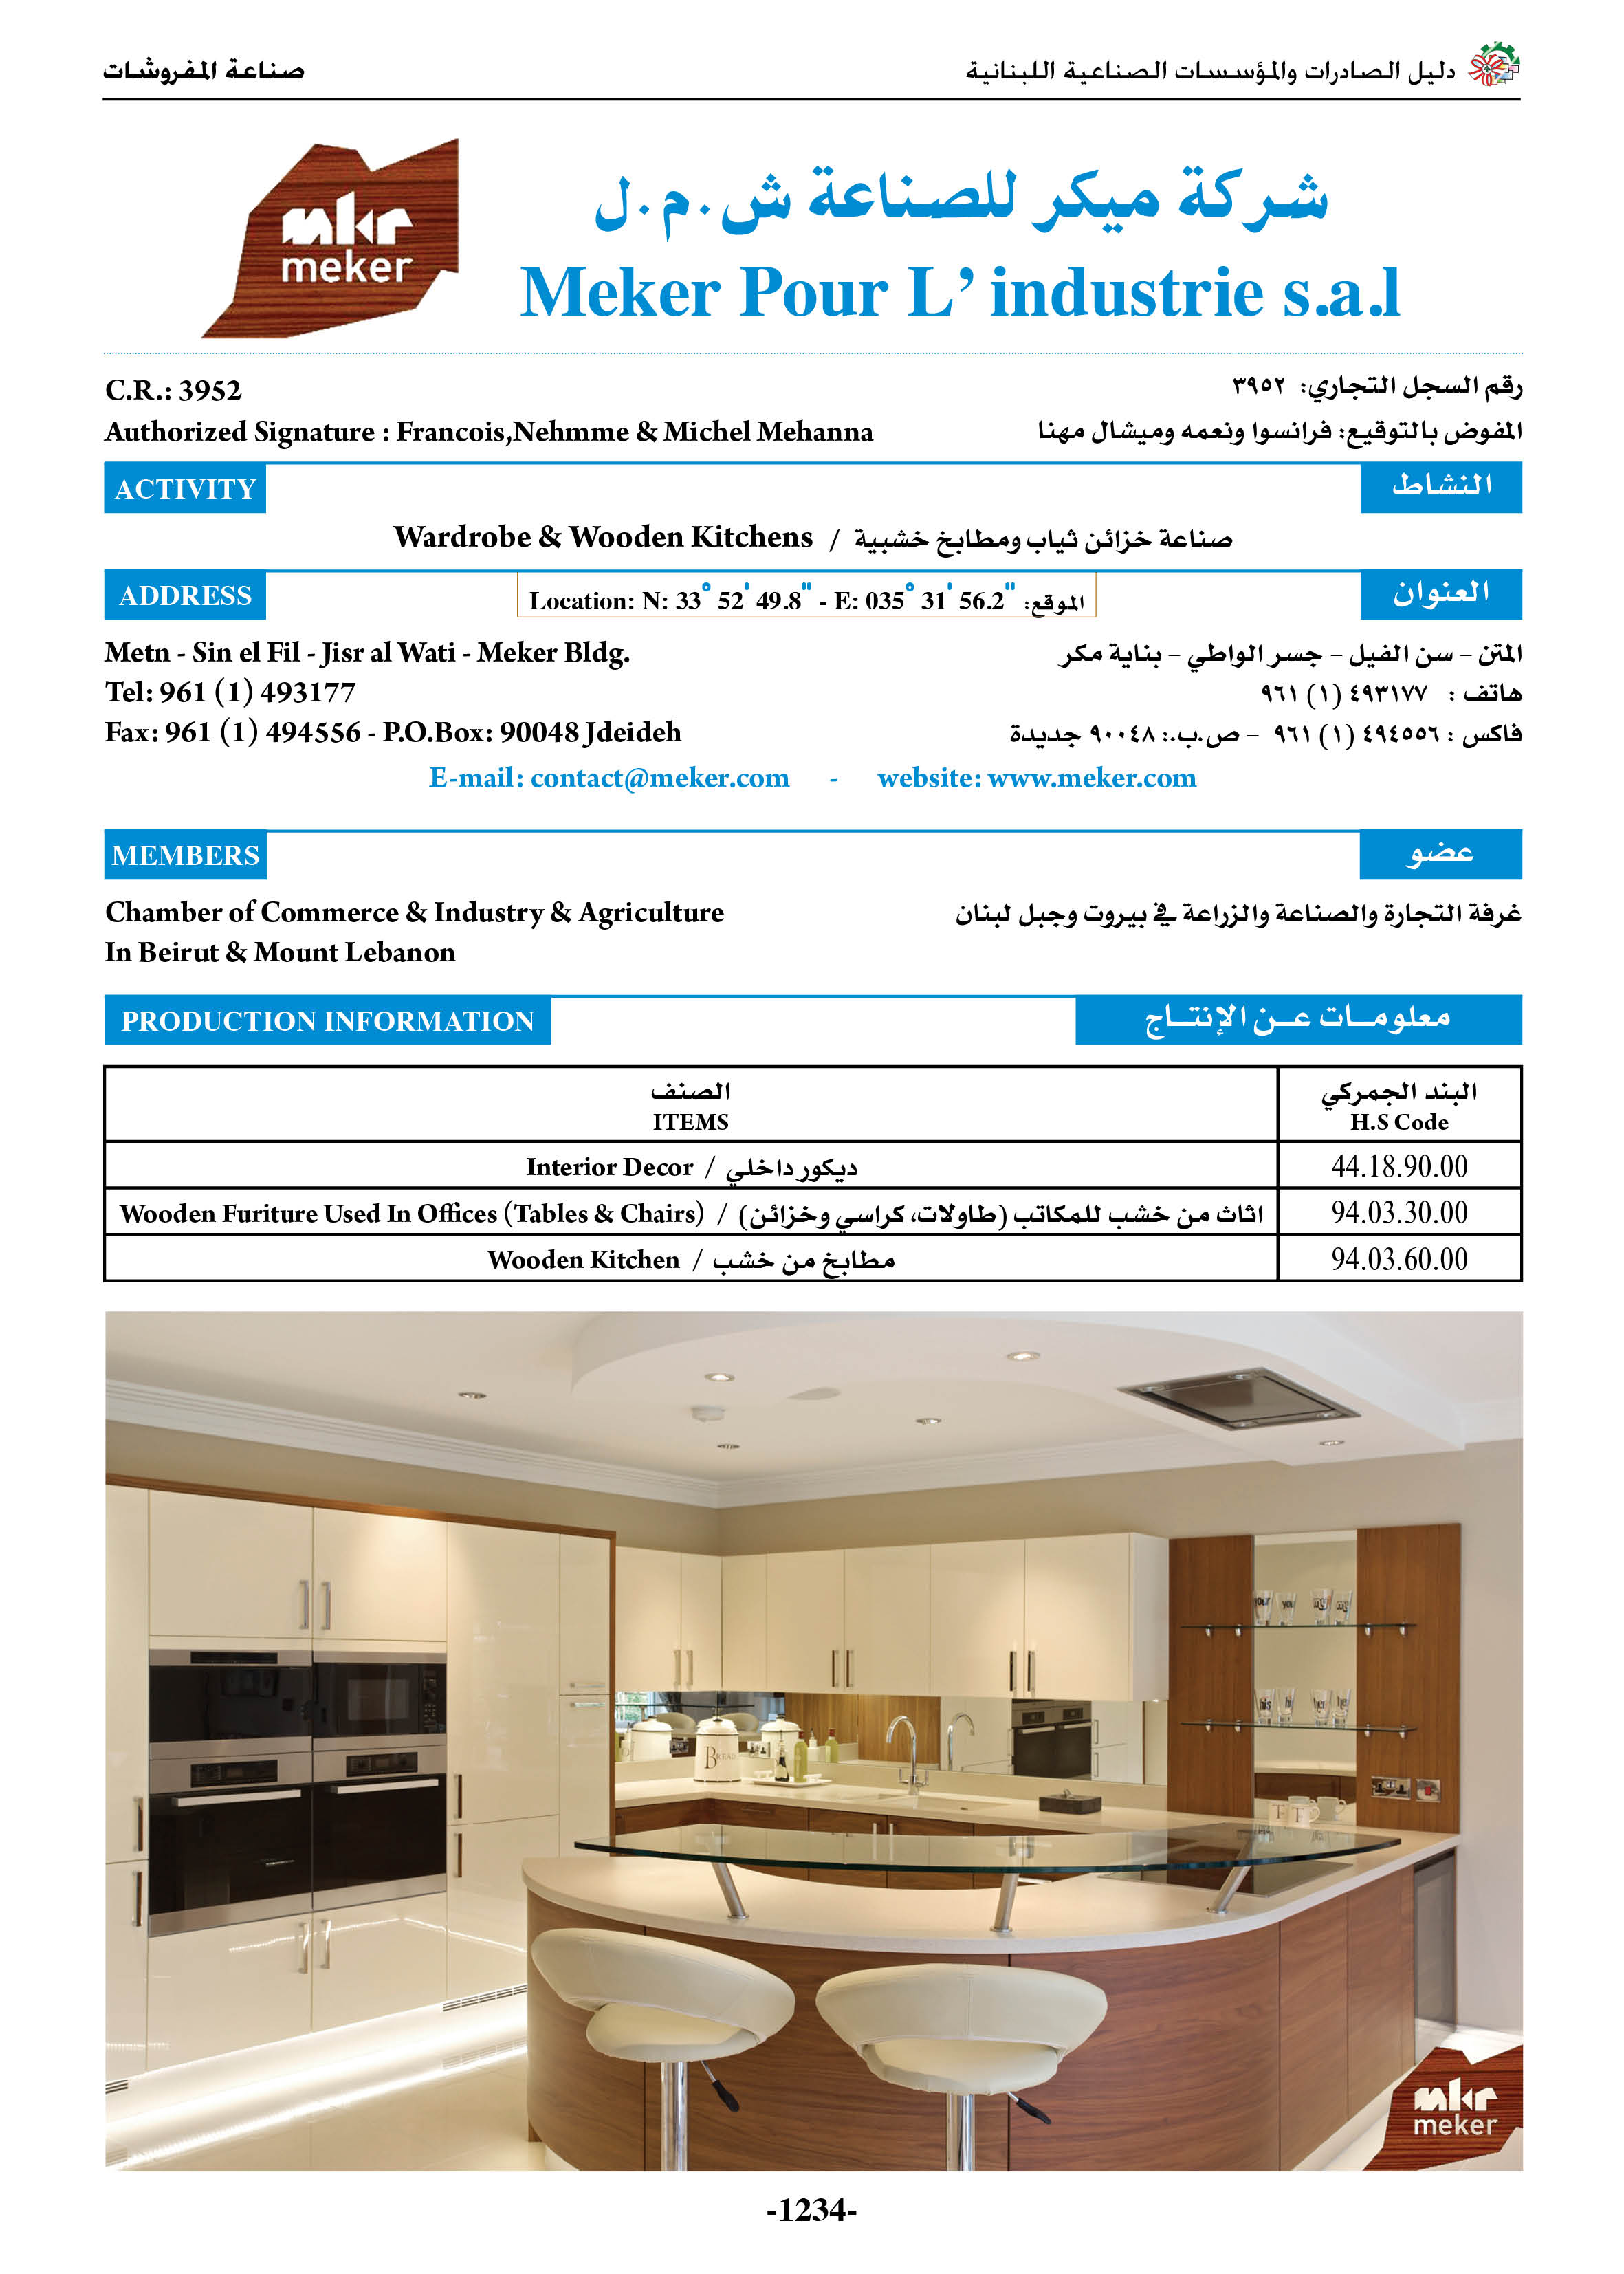 دليل الصادرات والمؤسسات الصناعية اللبنانية
صناعة المفروشات
mkr
meker
شركة ميكر للصناعة ش.م.ل
Meker Pour L' industrie s.a.l
C.R.: 3952
رقم السجل التجاري: ٣٩٥٢
Authorized Signature : Francois,Nehmme & Michel Mehanna
المفوض بالتوقيع: فرانسوا ونعمه وميشال مهنا
ACTIVITY
النشاط
Wardrobe & Wooden Kitchens / صناعة خزائن ثياب ومطابخ خشبية
ADDRESS
Location: N: 33° 52' 49.8" - E: 035° 31' 56.2" :الموقع
العنوان
Metn - Sin el Fil - Jisr al Wati - Meker Bldg.
المتن - سن الفيل - جسر الواطي - بناية مكر
Tel: 961 (1) 493177
هاتف : ٤٩٣١٧٧ (١) ٩٦١
Fax: 961 (1) 494556 - P.O.Box: 90048 Jdeideh
فاكس : ٤٩٤٥٥٦ (١) ٩٦١ - ص.ب.: ٩٠٠٤٨ جديدة
E-mail: contact@meker.com - website: www.meker.com
MEMBERS
عضو
Chamber of Commerce & Industry & Agriculture
In Beirut & Mount Lebanon
غرفة التجارة والصناعة والزراعة في بيروت وجبل لبنان
PRODUCTION INFORMATION
معلومـات عـن الإنتـاج
الصنف
ITEMS
البند الجمركي
H.S Code
Interior Decor / ديكور داخلي
44.18.90.00
Wooden Furiture Used In Offices (Tables & Chairs) / اثاث من خشب للمكاتب (طاولات، كراسي وخزائن)
94.03.30.00
Wooden Kitchen / مطابخ من خشب
94.03.60.00
BREAD
mkr
meker
-1234-